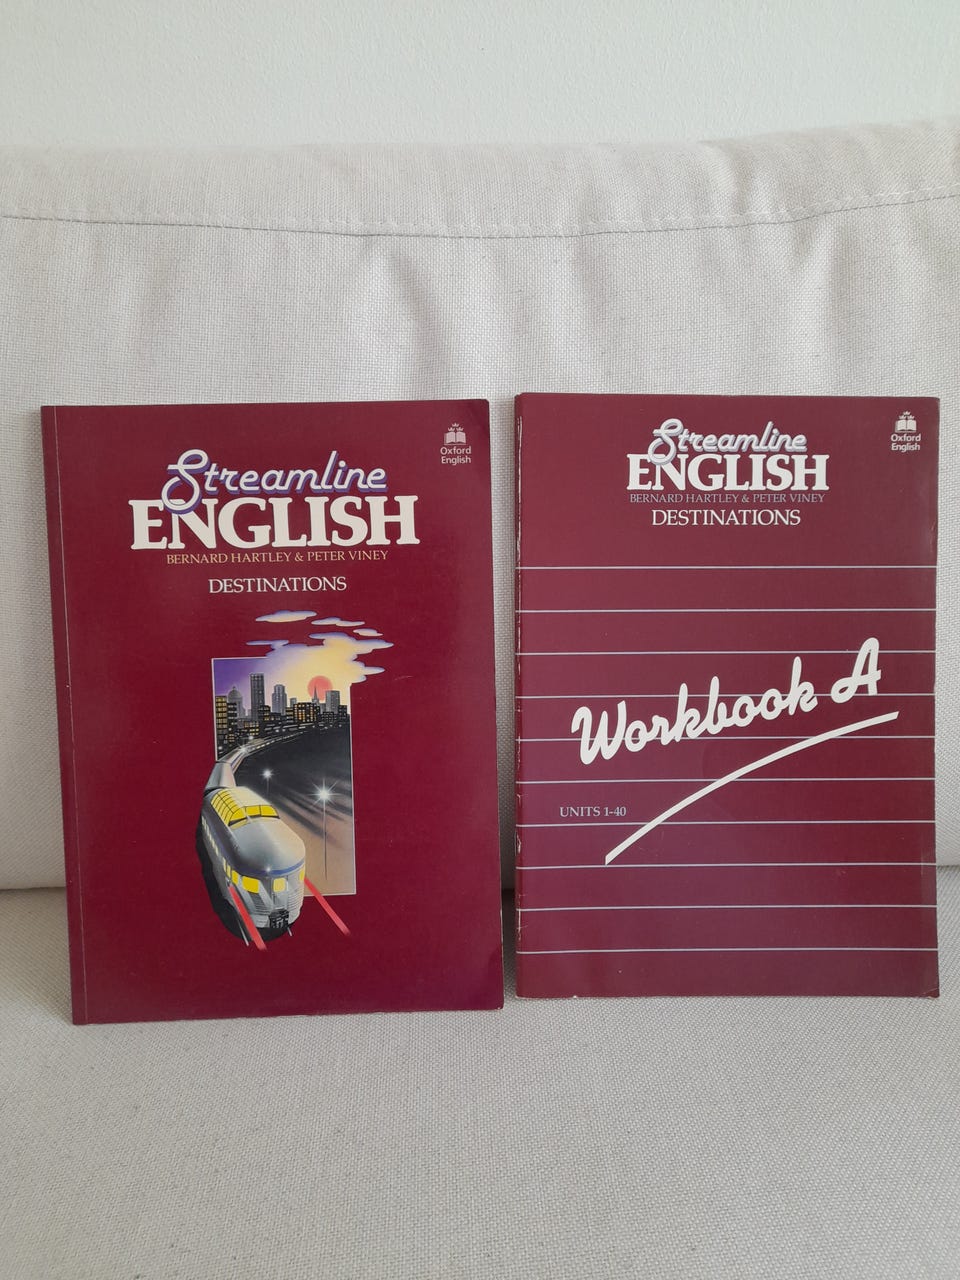 Oxford
English
Streamline
ENGLISH
BERNARD HARTLEY & PETER VINEY
DESTINATIONS
Oxford
English
Streamline
ENGLISH
BERNARD HARTLEY & PETER VINEY
DESTINATIONS
Workbook A
UNITS 1-40